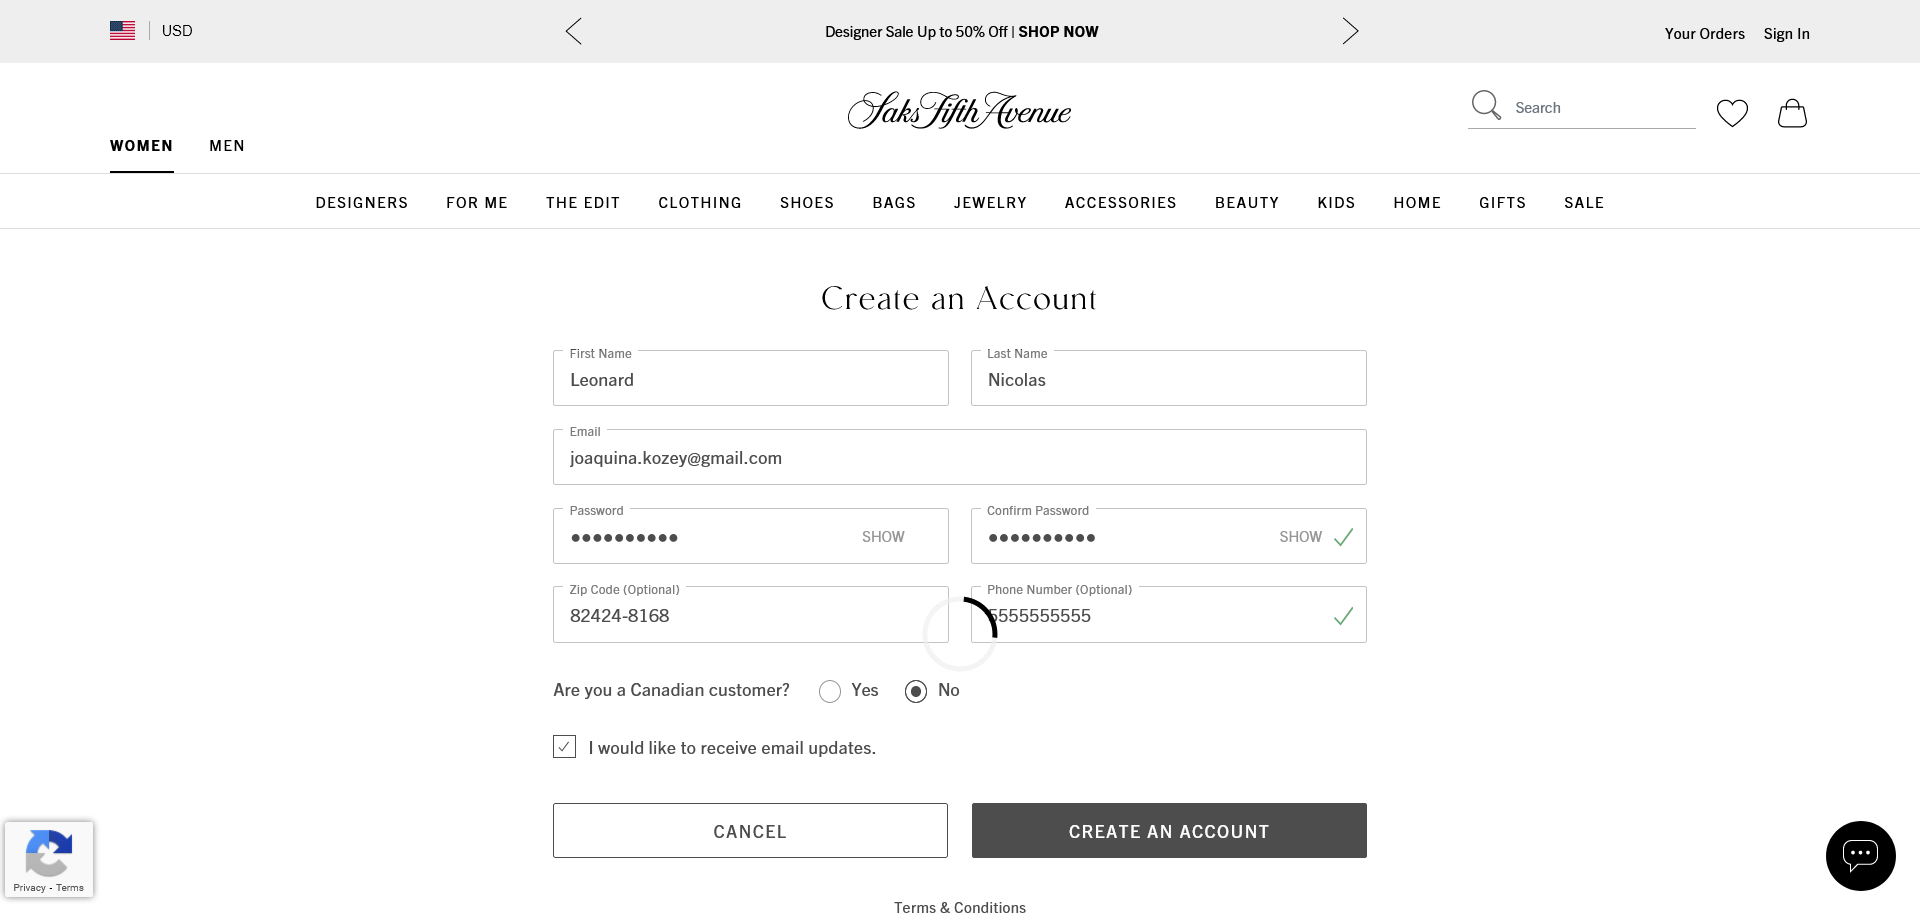 USD
Designer Sale Up to 50% Off | SHOP NOW
Your Orders
Sign In
Saks Fifth Avenue
Search
WOMEN
MEN
DESIGNERS
FOR ME
THE EDIT
CLOTHING
SHOES
BAGS
JEWELRY
ACCESSORIES
BEAUTY
KIDS
HOME
GIFTS
SALE
Create an Account
First Name
Leonard
Last Name
Nicolas
Email
joaquina.kozey@gmail.com
Password
●●●●●●●●●●
SHOW
Confirm Password
●●●●●●●●●●
SHOW
Zip Code (Optional)
82424-8168
Phone Number (Optional)
5555555555
Are you a Canadian customer?
Yes
No
I would like to receive email updates.
CANCEL
CREATE AN ACCOUNT
Privacy - Terms
Terms & Conditions